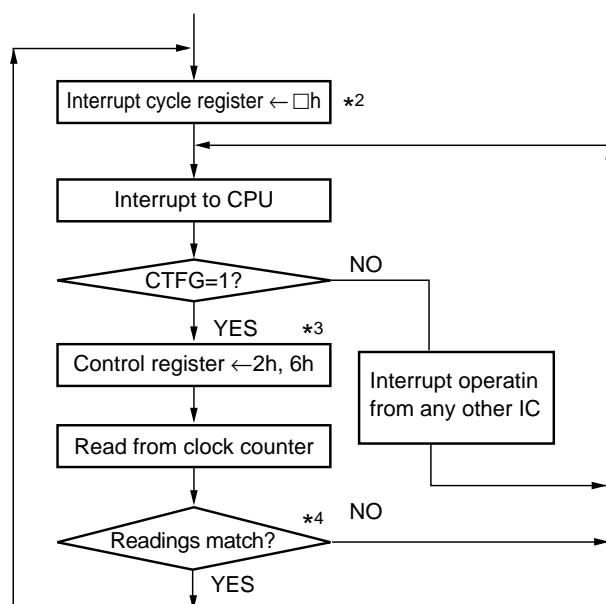 Interrupt cycle register ← □h *2
Interrupt to CPU
CTFG=1?
NO
YES
*3
Control register ←2h, 6h
Interrupt operatin
from any other IC
Read from clock counter
*4
NO
Readings match?
YES